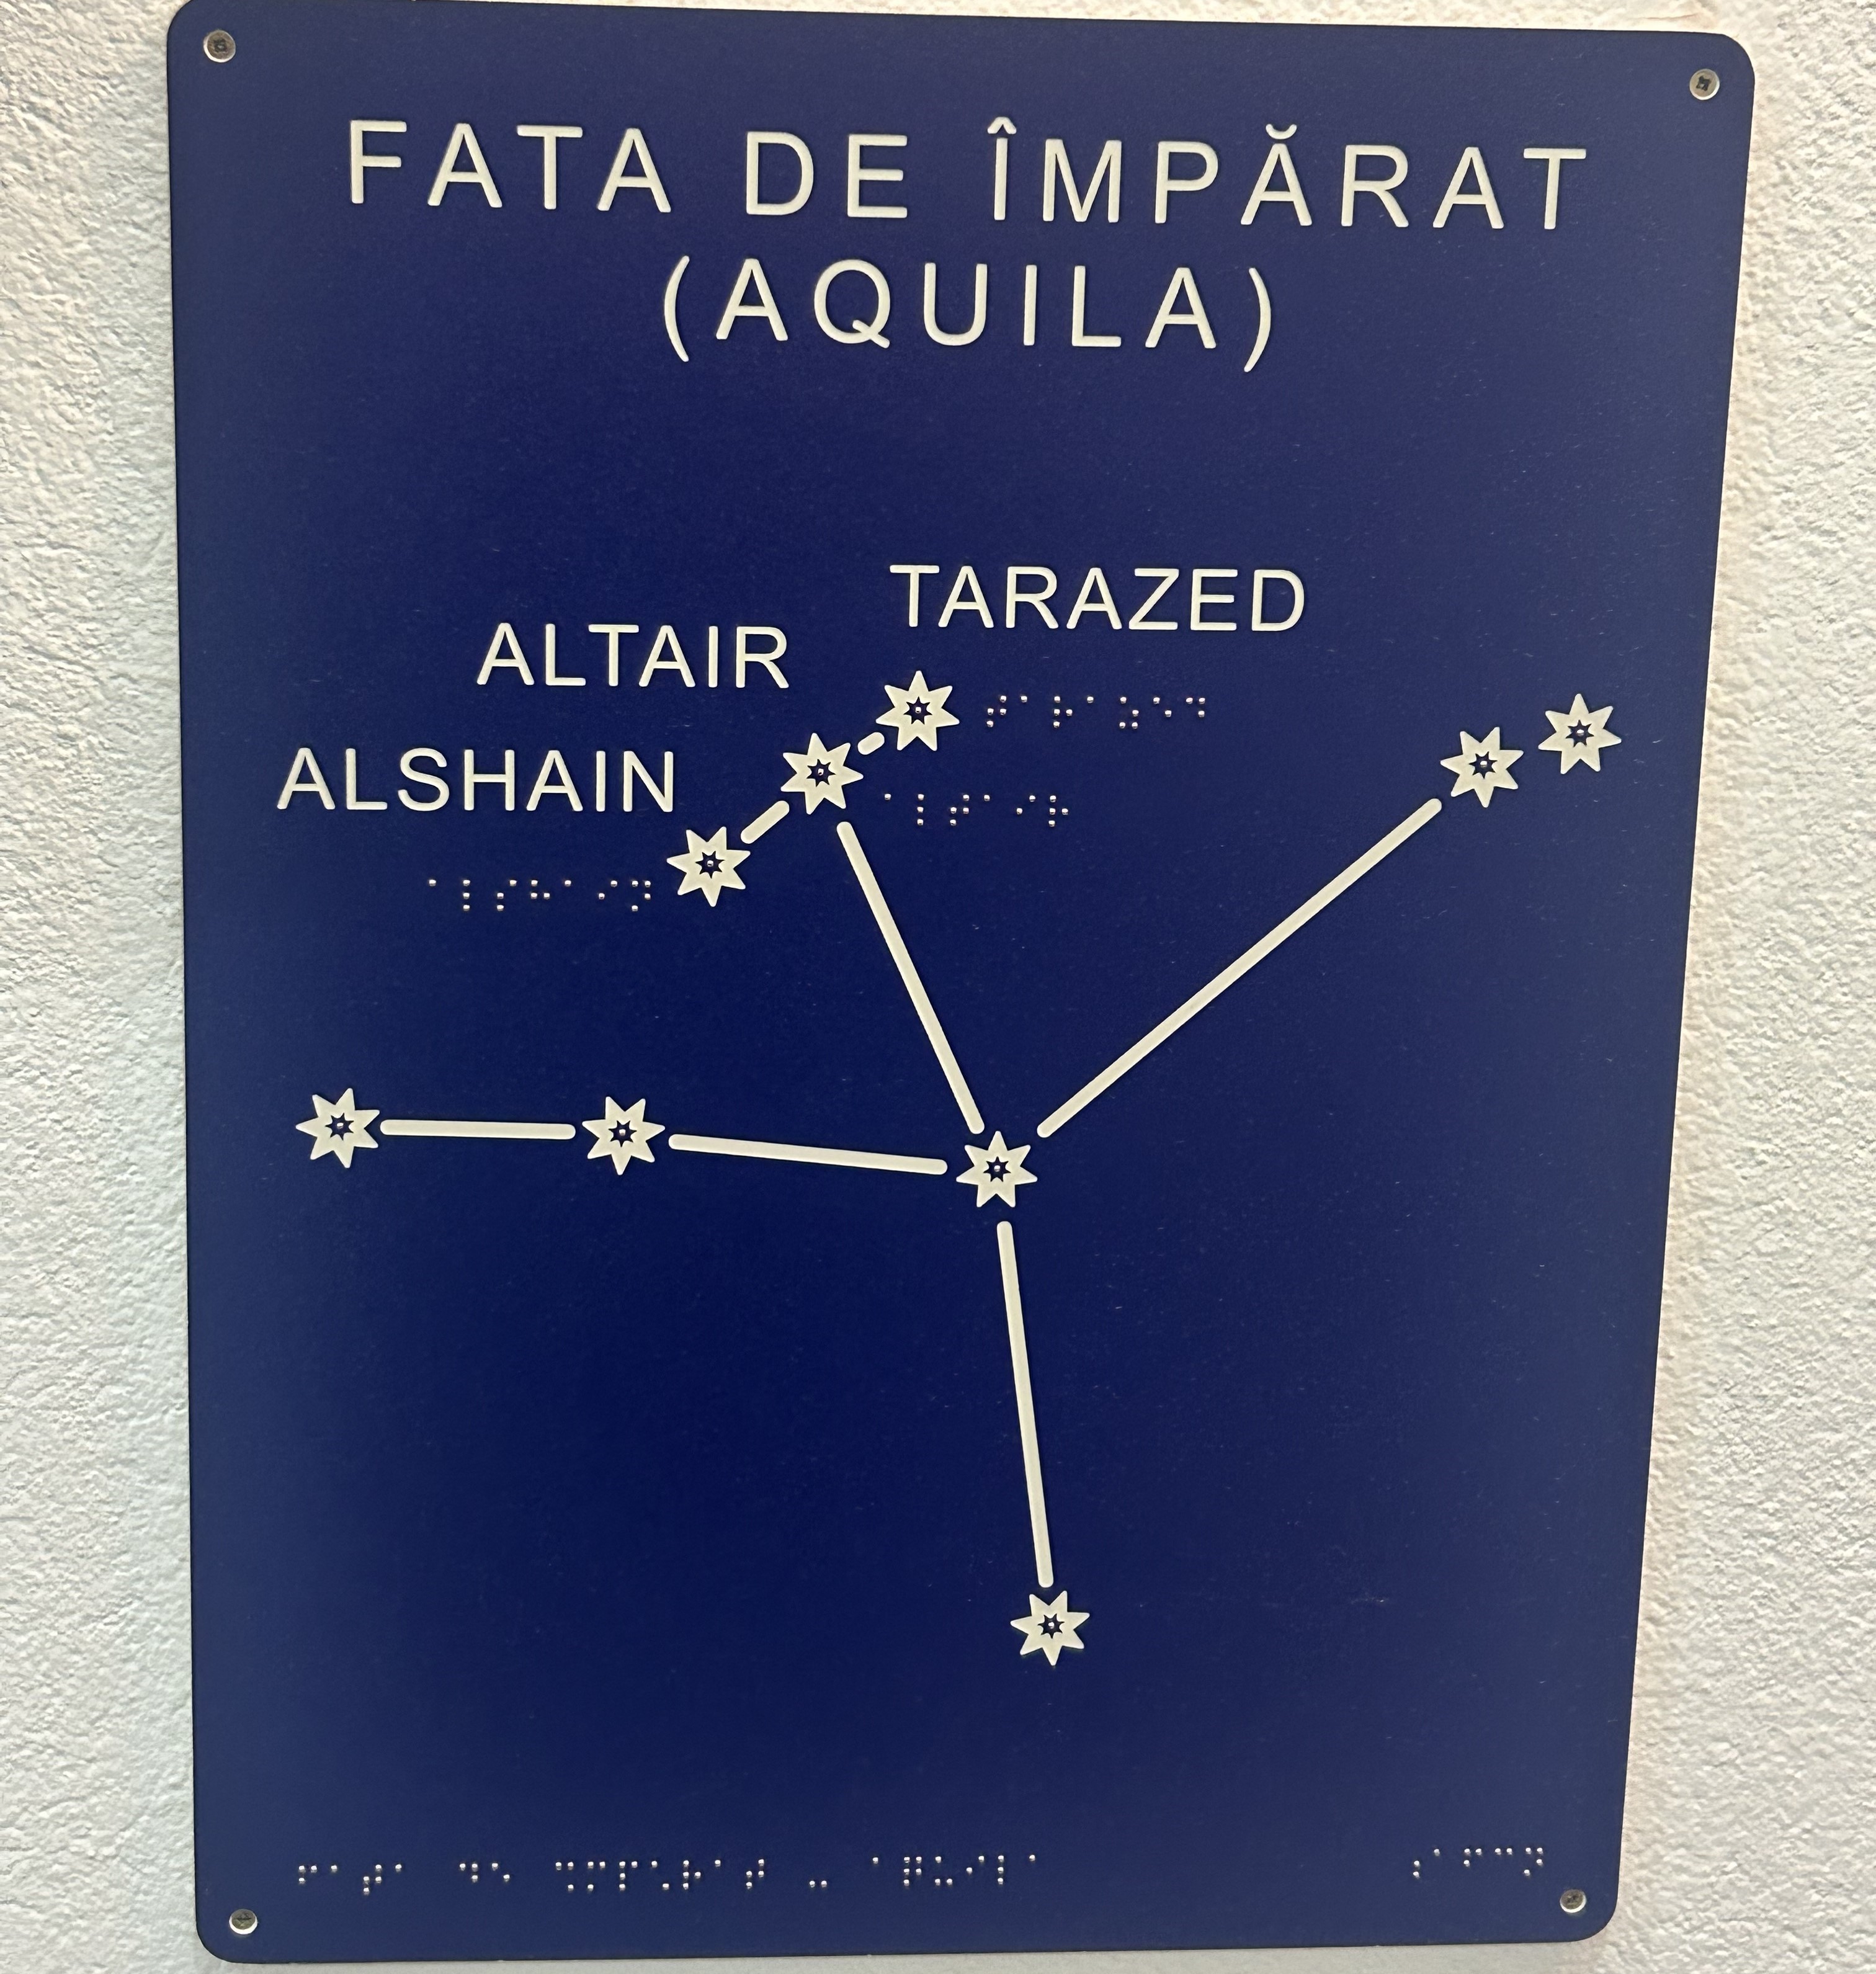 FATA DE ÎMPĂRAT
(AQUILA)
TARAZED
ALTAIR
⠞⠁⠗⠁⠵⠑⠙
ALSHAIN
⠁⠇⠞⠁⠊⠗
⠁⠇⠎⠓⠁⠊⠝